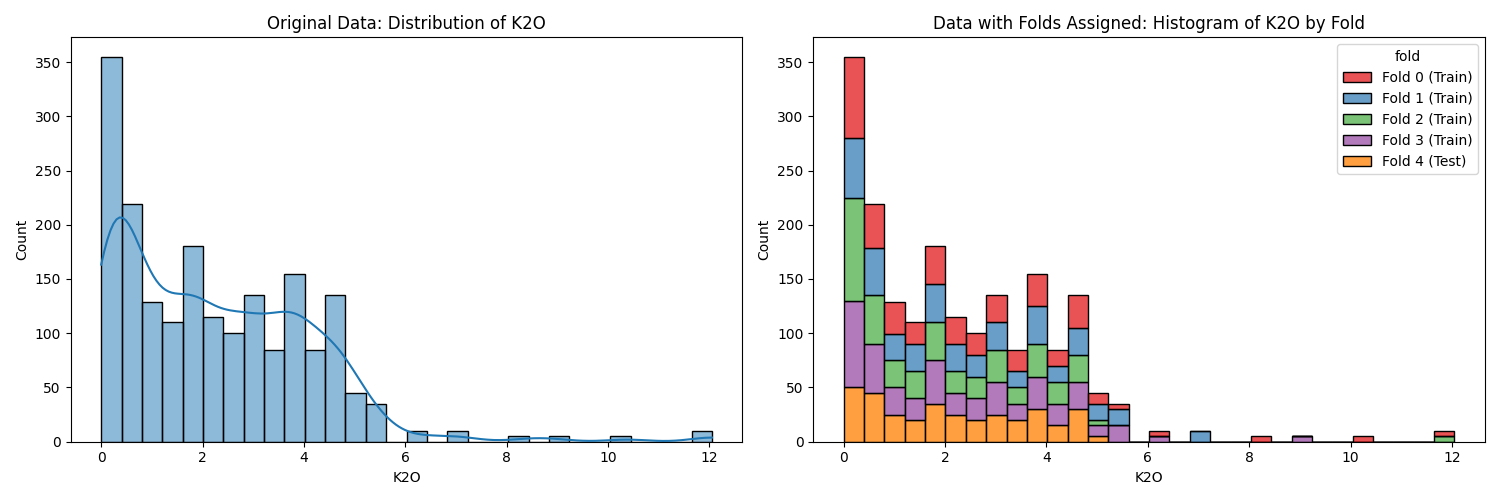 Original Data: Distribution of K2O
350
300
250
200
150
100
50
0
Count
0 2 4 6 8 10 12
K2O
Data with Folds Assigned: Histogram of K2O by Fold
fold
Fold 0 (Train)
Fold 1 (Train)
Fold 2 (Train)
Fold 3 (Train)
Fold 4 (Test)
350
300
250
200
150
100
50
0
Count
0 2 4 6 8 10 12
K2O